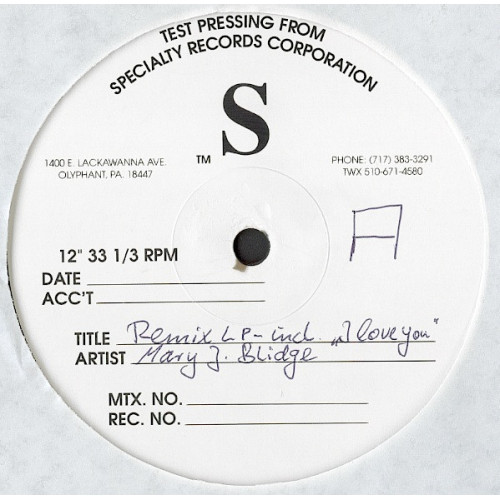 TEST PRESSING FROM
SPECIALTY RECORDS CORPORATION
TM S
1400 E. LACKAWANNA AVE.
OLYPHANT, PA. 18447
PHONE: (717) 383-3291
TWX 510-671-4580
A
12" 33 1/3 RPM
DATE
ACC'T
TITLE Remix LP - incl. „I love you"
ARTIST Mary J. Blidge
MTX. NO.
REC. NO.